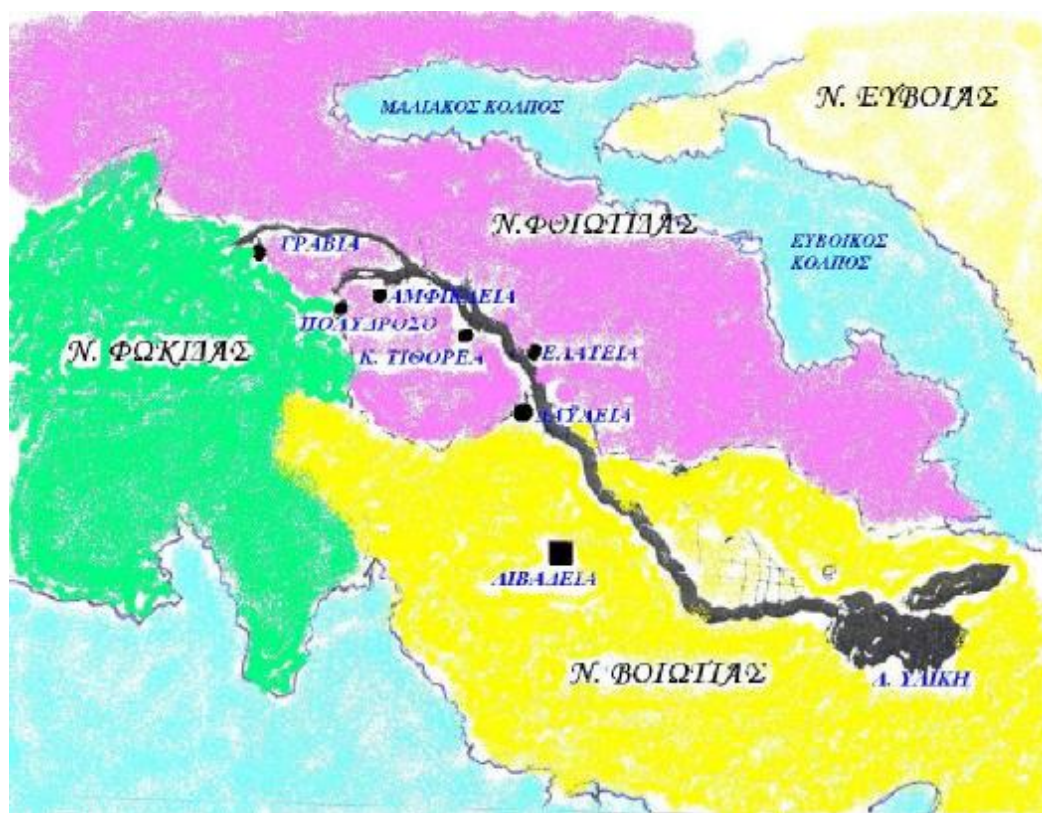 Ν. ΕΥΒΟΙΑΣ
ΜΑΛΙΑΚΟΣ ΚΟΛΠΟΣ
Ν. ΦΘΙΩΤΙΔΑΣ
ΓΡΑΒΙΑ
ΕΥΒΟΙΚΟΣ
ΚΟΛΠΟΣ
ΑΜΦΙΚΛΕΙΑ
ΠΟΛΥΔΡΟΣΟ
Ν. ΦΩΚΙΔΑΣ
Κ. ΤΙΘΟΡΕΑ
ΕΛΑΤΕΙΑ
ΔΑΥΛΕΙΑ
ΛΙΒΑΔΕΙΑ
Ν. ΒΟΙΩΤΙΑΣ
Λ. ΥΛΙΚΗ